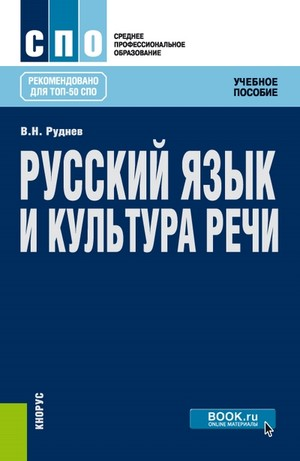 СПО
СРЕДНЕЕ
ПРОФЕССИОНАЛЬНОЕ
ОБРАЗОВАНИЕ
РЕКОМЕНДОВАНО
ДЛЯ ТОП-50 СПО
УЧЕБНОЕ
ПОСОБИЕ
В.Н. Руднев
РУССКИЙ ЯЗЫК
И КУЛЬТУРА РЕЧИ
КНОРУС
BOOK.ru
ONLINE МАТЕРИАЛЫ